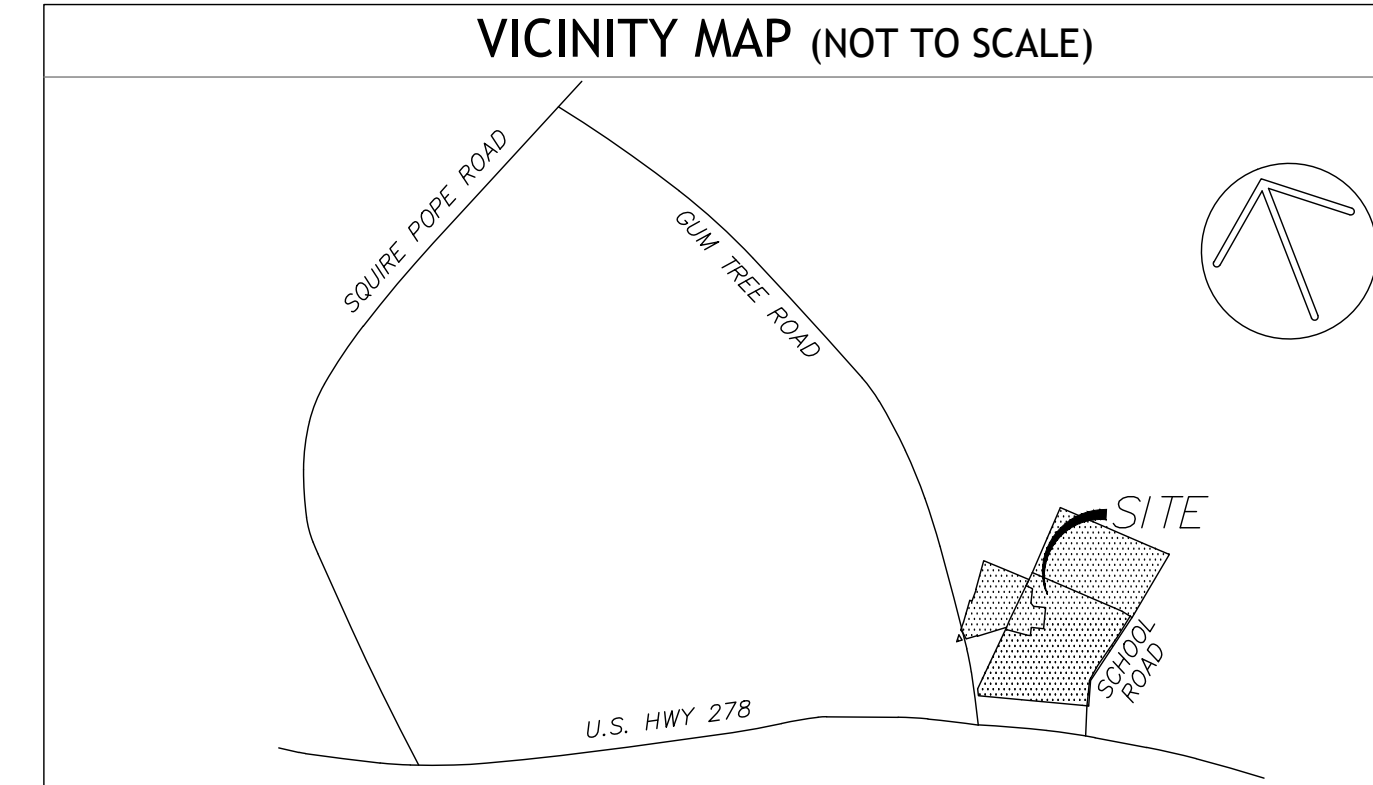 VICINITY MAP (NOT TO SCALE)
SQUIRE POPE ROAD
GUM TREE ROAD
SITE
SCHOOL
ROAD
U.S. HWY 278